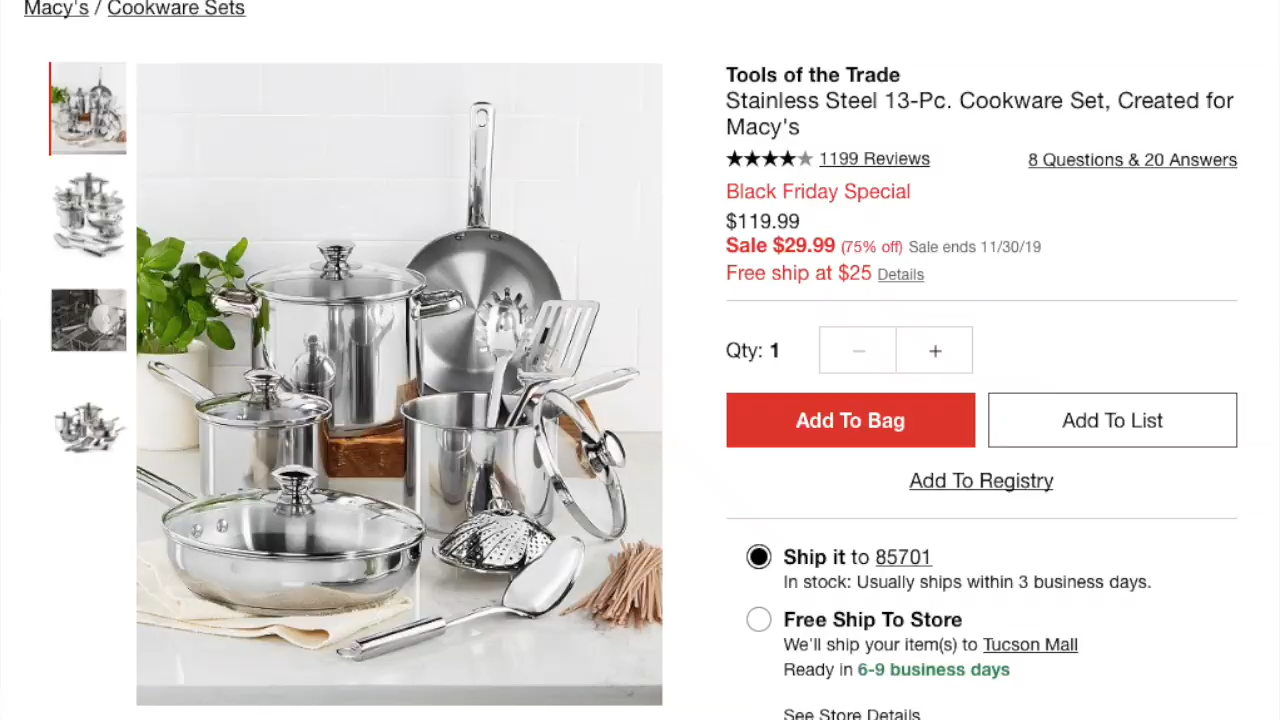 Macy's / Cookware Sets
Tools of the Trade
Stainless Steel 13-Pc. Cookware Set, Created for
Macy's
★★★★★ 1199 Reviews 8 Questions & 20 Answers
Black Friday Special
$119.99
Sale $29.99 (75% off) Sale ends 11/30/19
Free ship at $25 Details
Qty: 1 − +
Add To Bag Add To List
Add To Registry
Ship it to 85701
In stock: Usually ships within 3 business days.
Free Ship To Store
We'll ship your item(s) to Tucson Mall
Ready in 6-9 business days
See Store Details